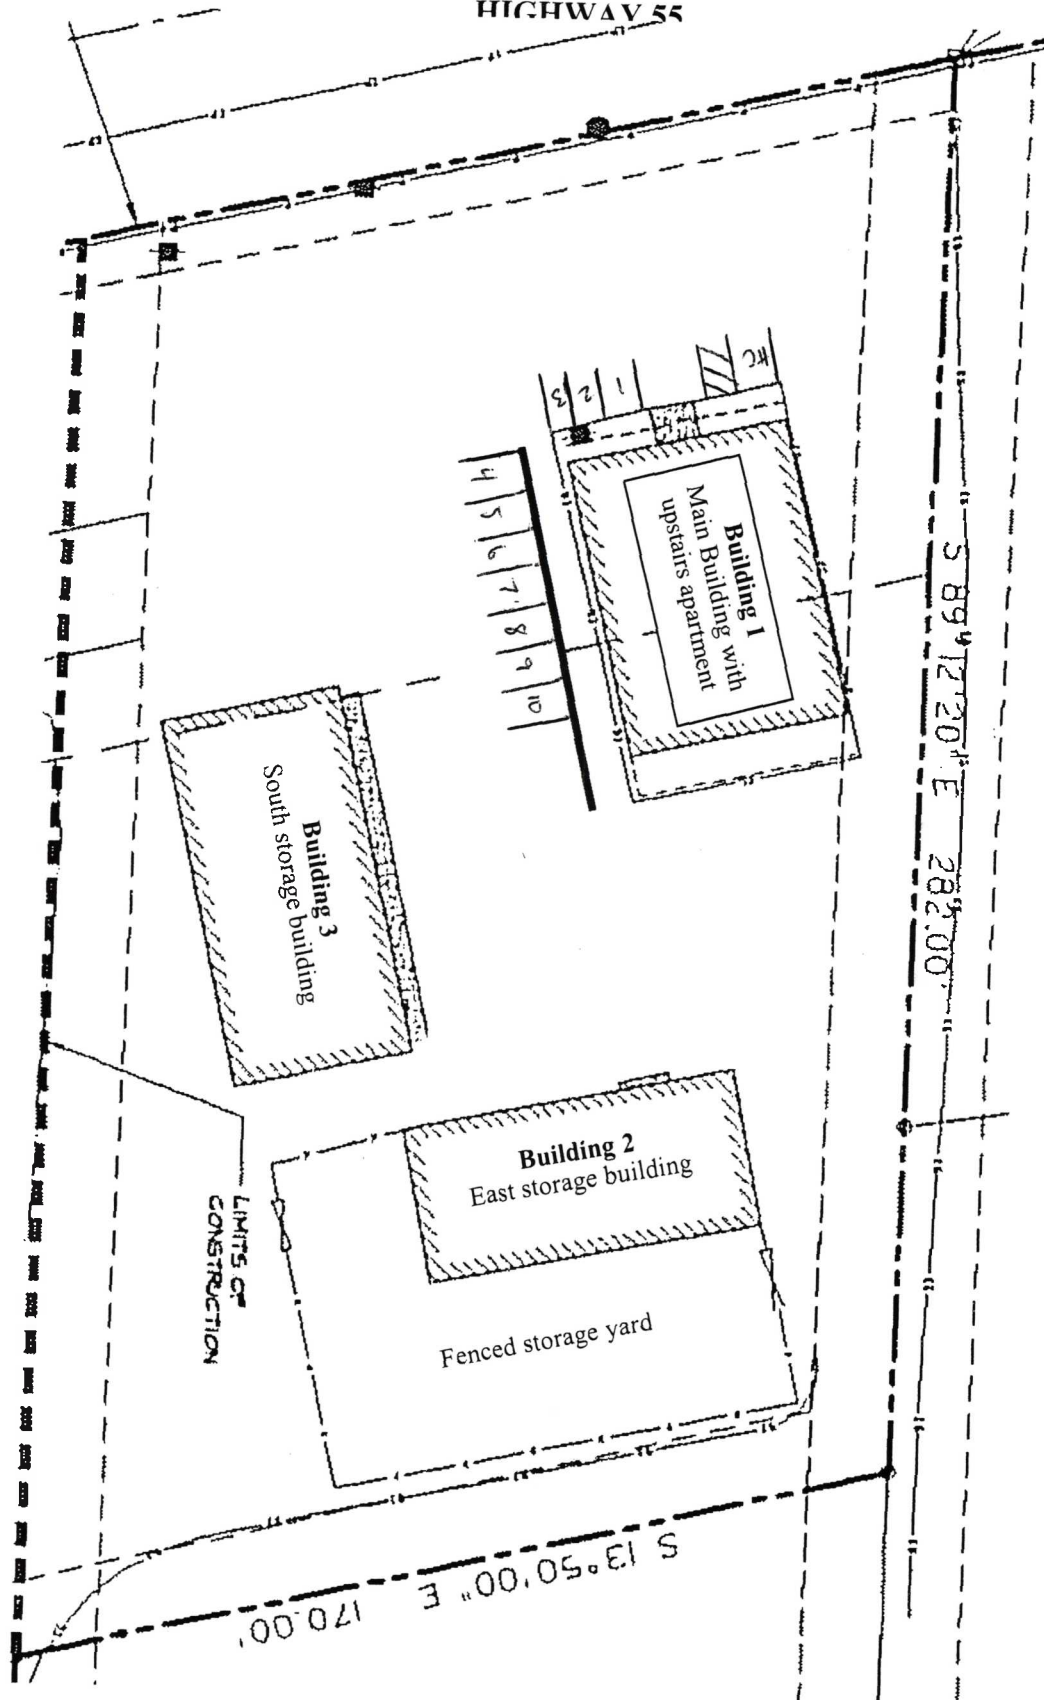 HIGHWAY 55
HC
1
2
3
4
5
6
7
8
9
10
Building 1
Main Building with
upstairs apartment
S 89° 12' 20" E 282.00'
Building 3
South storage building
Building 2
East storage building
LIMITS OF
CONSTRUCTION
Fenced storage yard
S 13° 50' 00" E 170.00'